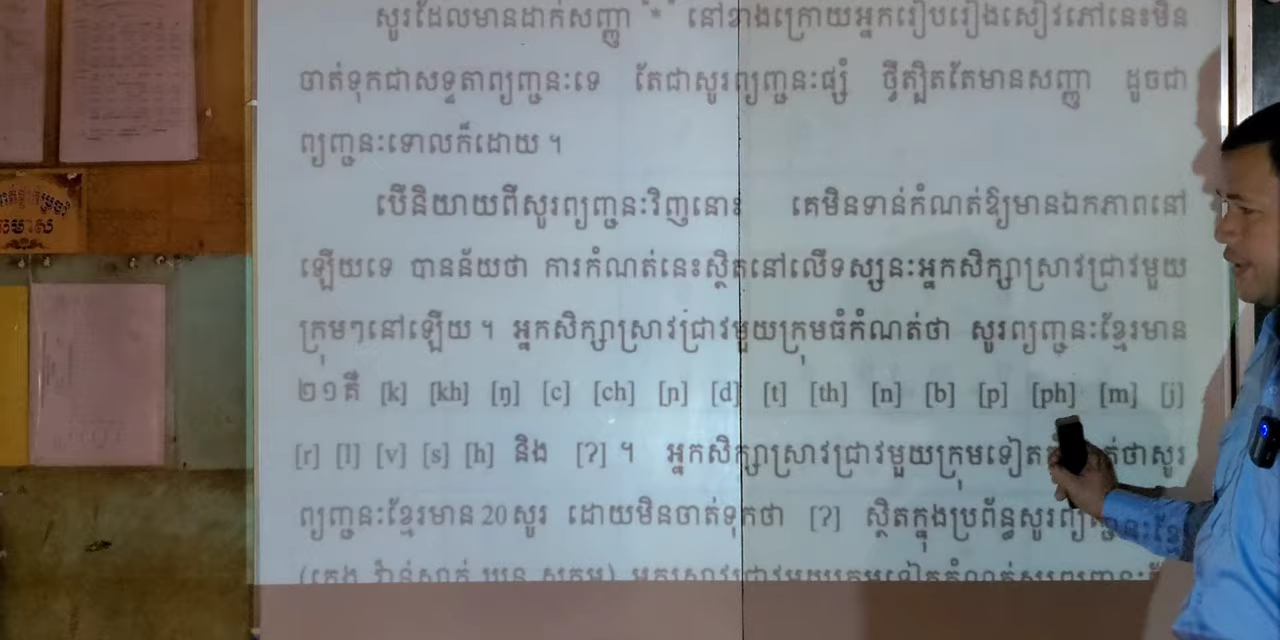 សូរដែលមានដាក់សញ្ញា " * " នៅខាងក្រោយអ្នករៀបរៀងសៀវភៅនេះមិន
ចាត់ទុកជាសទ្ទតាព្យញ្ជនៈទេ តែជាសូរព្យញ្ជនៈផ្សំ ថ្វីត្បិតតែមានសញ្ញា ដូចជា
ព្យញ្ជនៈទោលក៏ដោយ ។
បើនិយាយពីសូរព្យញ្ជនៈវិញនោះ គេមិនទាន់កំណត់ឱ្យមានឯកភាពនៅ
ឡើយទេ បានន័យថា ការកំណត់នេះស្ថិតនៅលើទស្សនៈអ្នកសិក្សាស្រាវជ្រាវមួយ
ក្រុមៗនៅឡើយ ។ អ្នកសិក្សាស្រាវជ្រាវមួយក្រុមធំកំណត់ថា សូរព្យញ្ជនៈខ្មែរមាន
២១គឺ [k] [kh] [ŋ] [c] [ch] [ɲ] [d] [t] [th] [n] [b] [p] [ph] [m] [j]
[r] [l] [v] [s] [h] និង [ʔ] ។ អ្នកសិក្សាស្រាវជ្រាវមួយក្រុមទៀត ថាសូរ
ព្យញ្ជនៈខ្មែរមាន 20 សូរ ដោយមិនចាត់ទុកថា [ʔ] ស្ថិតក្នុងប្រព័ន្ធសូរព្យញ្ជនៈខ្មែ